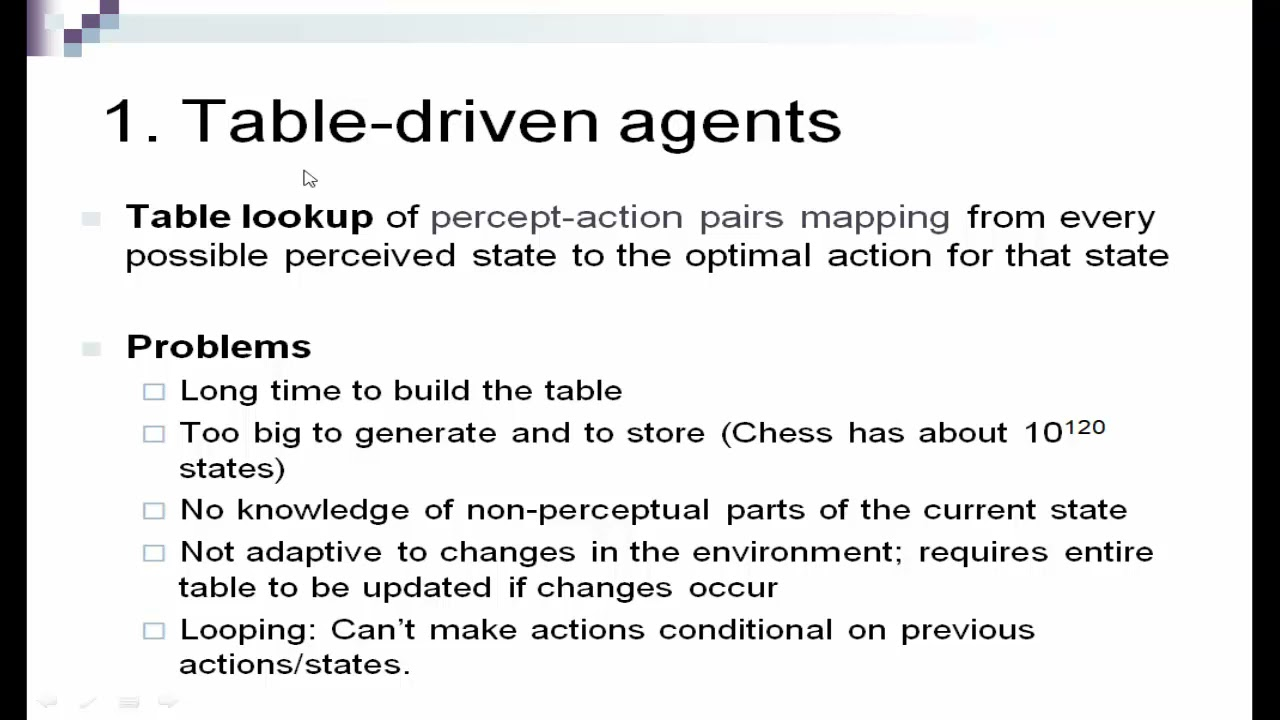 1. Table-driven agents
Table lookup of percept-action pairs mapping from every
possible perceived state to the optimal action for that state
Problems
Long time to build the table
Too big to generate and to store (Chess has about 10¹²⁰
states)
No knowledge of non-perceptual parts of the current state
Not adaptive to changes in the environment; requires entire
table to be updated if changes occur
Looping: Can't make actions conditional on previous
actions/states.